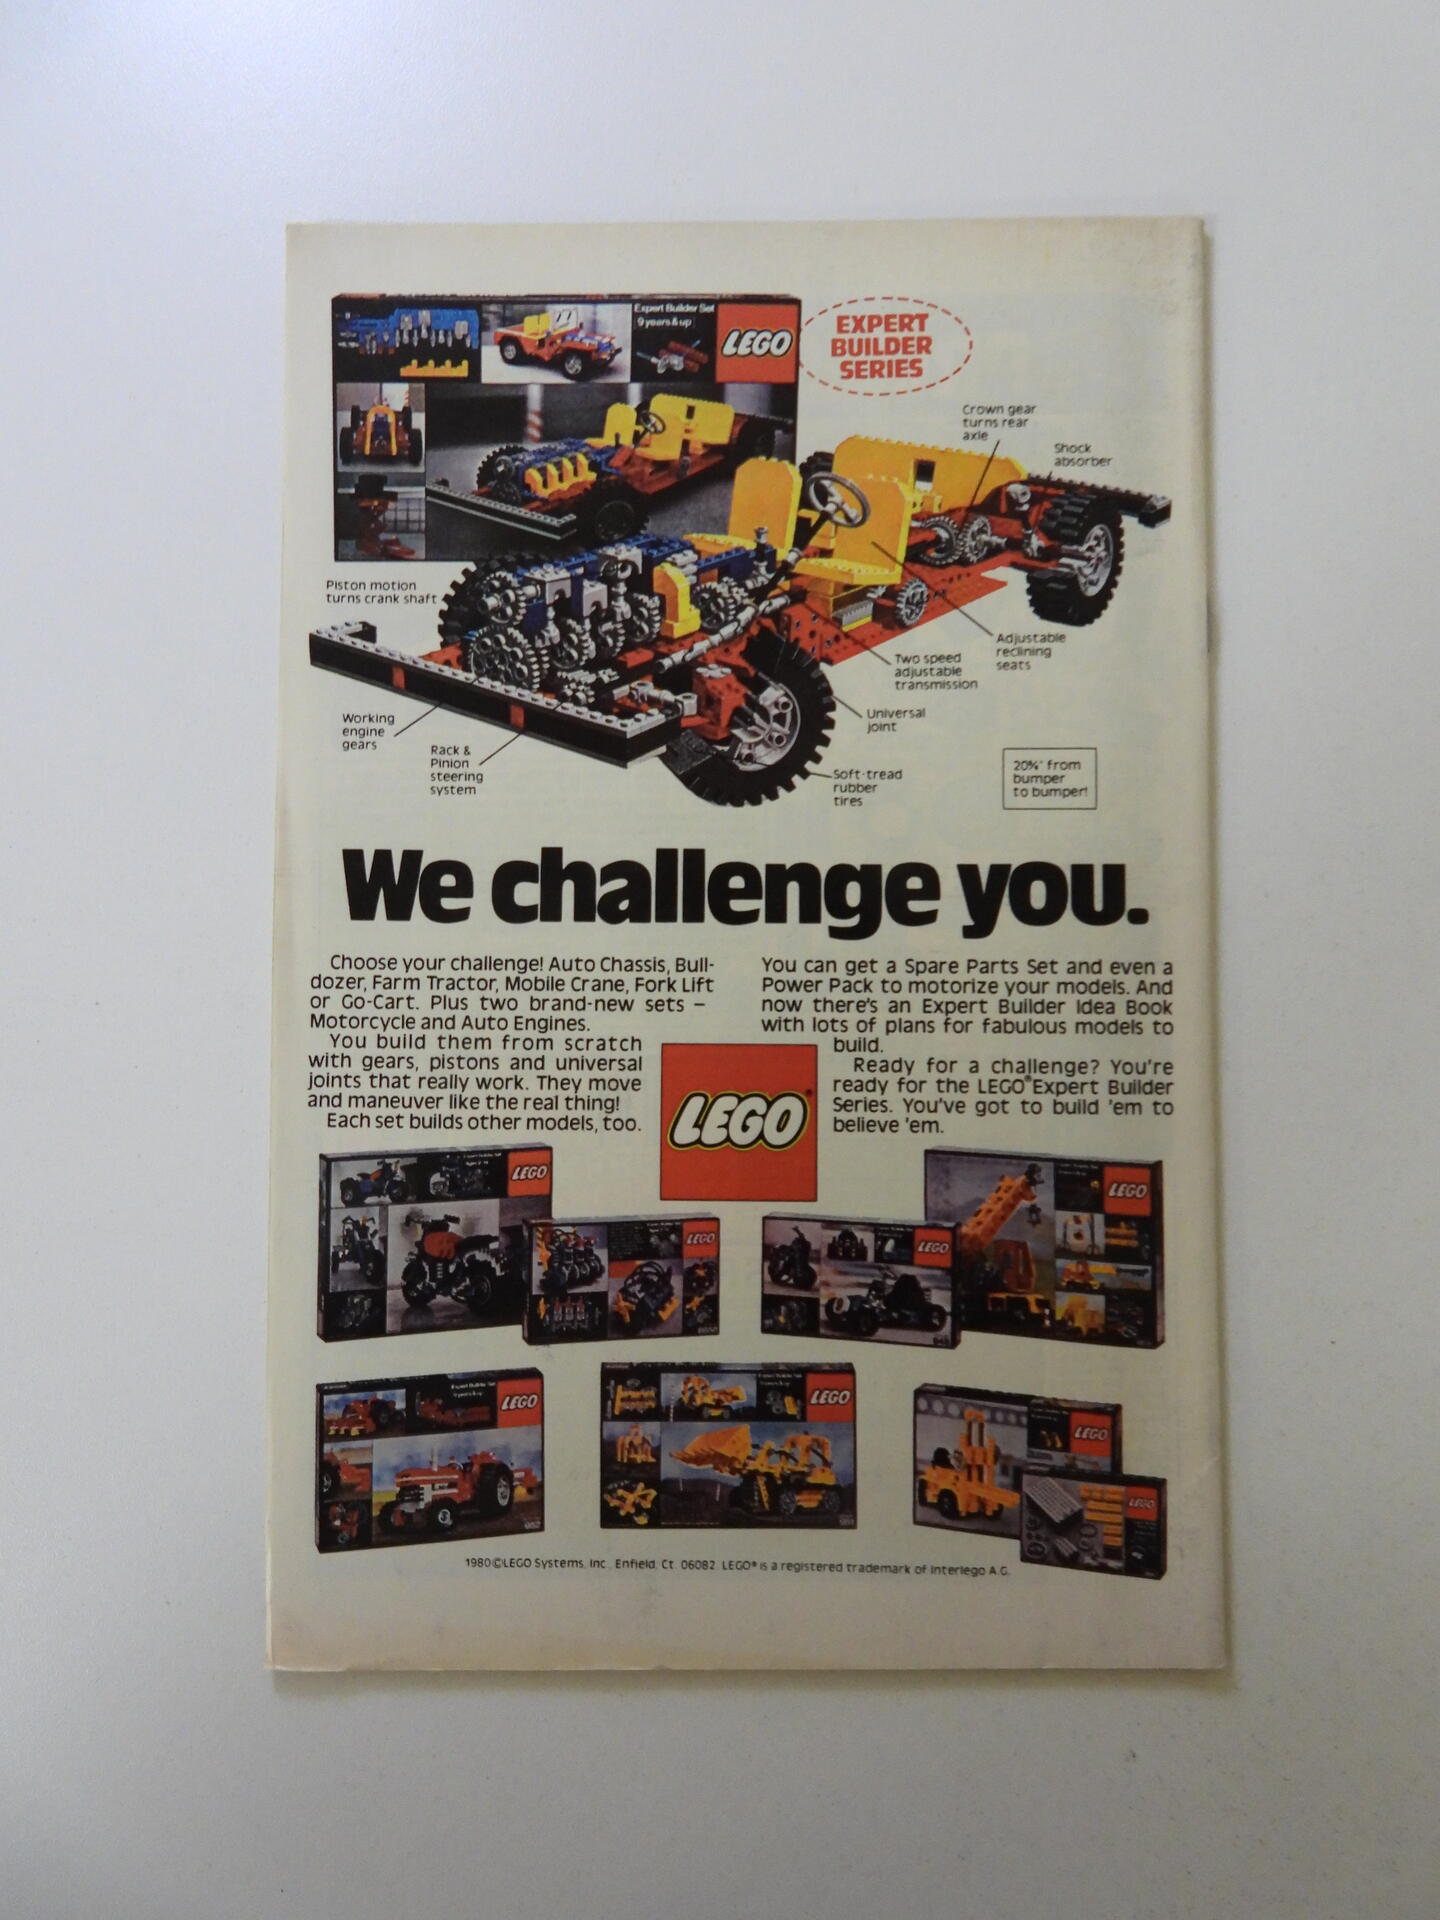 Expert Builder Set
9 years & up
LEGO
EXPERT
BUILDER
SERIES
Crown gear
turns rear
axle
Shock
absorber
Piston motion
turns crank shaft
Adjustable
reclining
seats
Two speed
adjustable
transmission
Universal
joint
Working
engine
gears
Rack &
Pinion
steering
system
Soft-tread
rubber
tires
from
bumper
to bumper!
We challenge you.
Choose your challenge! Auto Chassis, Bull-
dozer, Farm Tractor, Mobile Crane, Fork Lift
or Go-Cart. Plus two brand-new sets –
Motorcycle and Auto Engines.
You build them from scratch
with gears, pistons and universal
joints that really work. They move
and maneuver like the real thing!
Each set builds other models, too.
You can get a Spare Parts Set and even a
Power Pack to motorize your models. And
now there's an Expert Builder Idea Book
with lots of plans for fabulous models to
build.
Ready for a challenge? You're
ready for the LEGO® Expert Builder
Series. You've got to build 'em to
believe 'em.
LEGO®
LEGO
LEGO
LEGO
LEGO
Expert Builder Set
LEGO
952
LEGO
951
LEGO
LEGO
1980 © LEGO Systems, Inc., Enfield, Ct. 06082 LEGO® is a registered trademark of Interlego A.G.